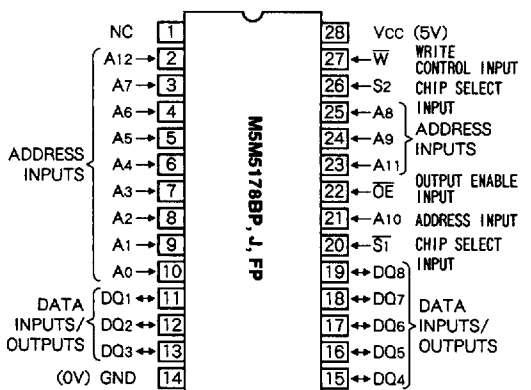 NC 1
A12 2
A7 3
A6 4
A5 5
A4 6
A3 7
A2 8
A1 9
A0 10
DQ1 11
DQ2 12
DQ3 13
(0V) GND 14
ADDRESS
INPUTS
DATA
INPUTS/
OUTPUTS
M5M5178BP, J, FP
28 Vcc (5V)
27 W̅ WRITE
CONTROL INPUT
26 S2 CHIP SELECT
INPUT
25 A8
24 A9
23 A11
ADDRESS
INPUTS
22 O̅E̅ OUTPUT ENABLE
INPUT
21 A10 ADDRESS INPUT
20 S̅1̅ CHIP SELECT
INPUT
19 DQ8
18 DQ7
17 DQ6
16 DQ5
15 DQ4
DATA
INPUTS/
OUTPUTS